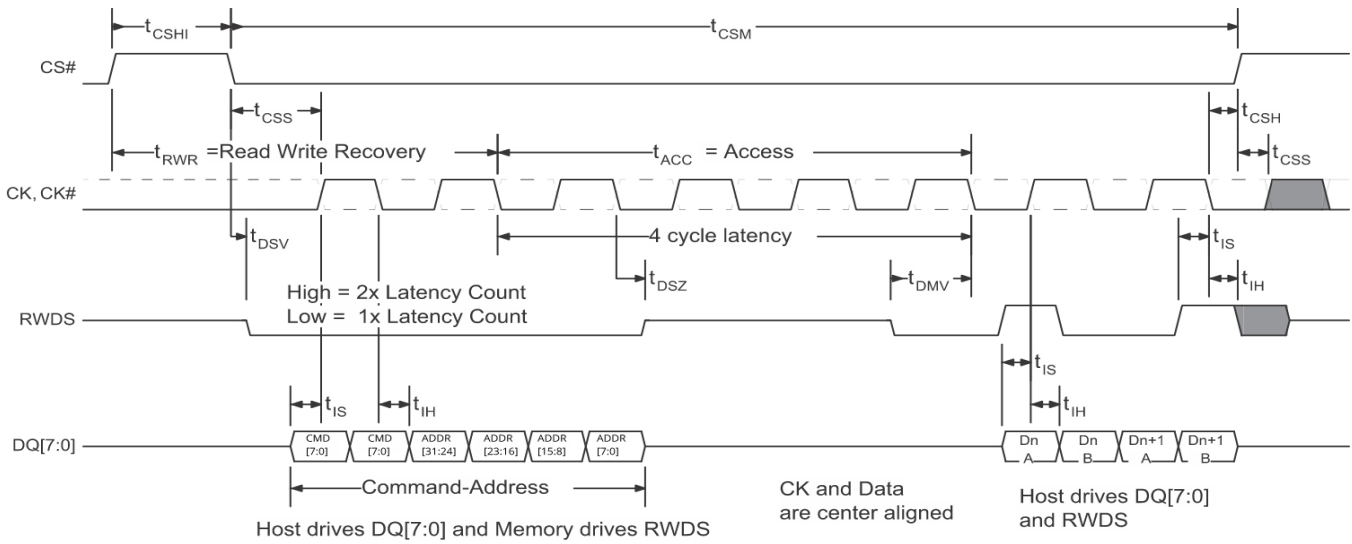 tCSHI
tCSM
CS#
tCSS
tCSH
tRWR =Read Write Recovery
tACC = Access
tCSS
CK, CK#
tDSV
4 cycle latency
tIS
High = 2x Latency Count
tDSZ
tDMV
tIH
RWDS
Low = 1x Latency Count
tIS
tIS
tIH
tIH
DQ[7:0]
CMD [7:0]
CMD [7:0]
ADDR [31:24]
ADDR [23:16]
ADDR [15:8]
ADDR [7:0]
Dn A
Dn B
Dn+1 A
Dn+1 B
Command-Address
CK and Data
are center aligned
Host drives DQ[7:0]
and RWDS
Host drives DQ[7:0] and Memory drives RWDS